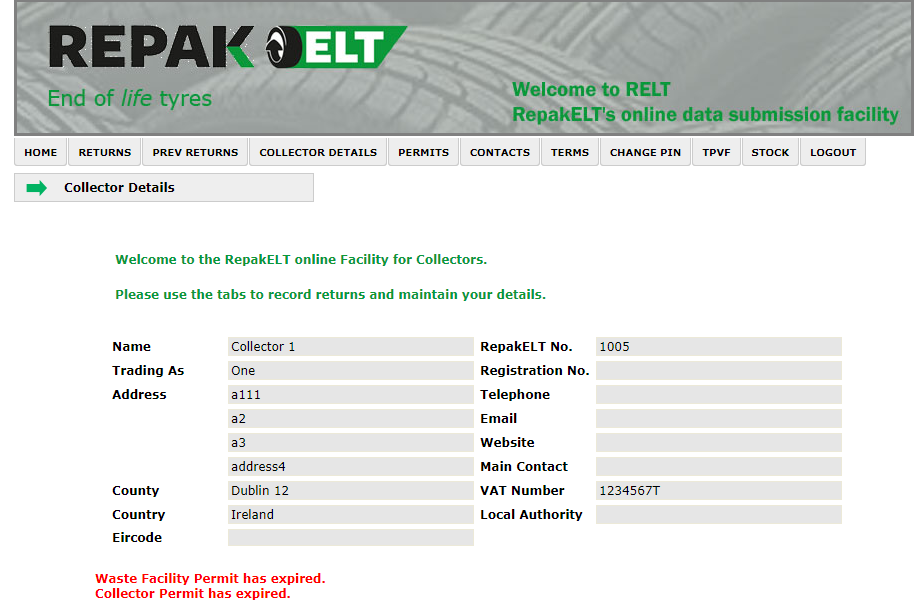 REPAK ELT
End of life tyres
Welcome to RELT
RepakELT's online data submission facility
HOME RETURNS PREV RETURNS COLLECTOR DETAILS PERMITS CONTACTS TERMS CHANGE PIN TPVF STOCK LOGOUT
Collector Details
Welcome to the RepakELT online Facility for Collectors.
Please use the tabs to record returns and maintain your details.
Name Collector 1 RepakELT No. 1005
Trading As One Registration No.
Address a111 Telephone
a2 Email
a3 Website
address4 Main Contact
County Dublin 12 VAT Number 1234567T
Country Ireland Local Authority
Eircode
Waste Facility Permit has expired.
Collector Permit has expired.